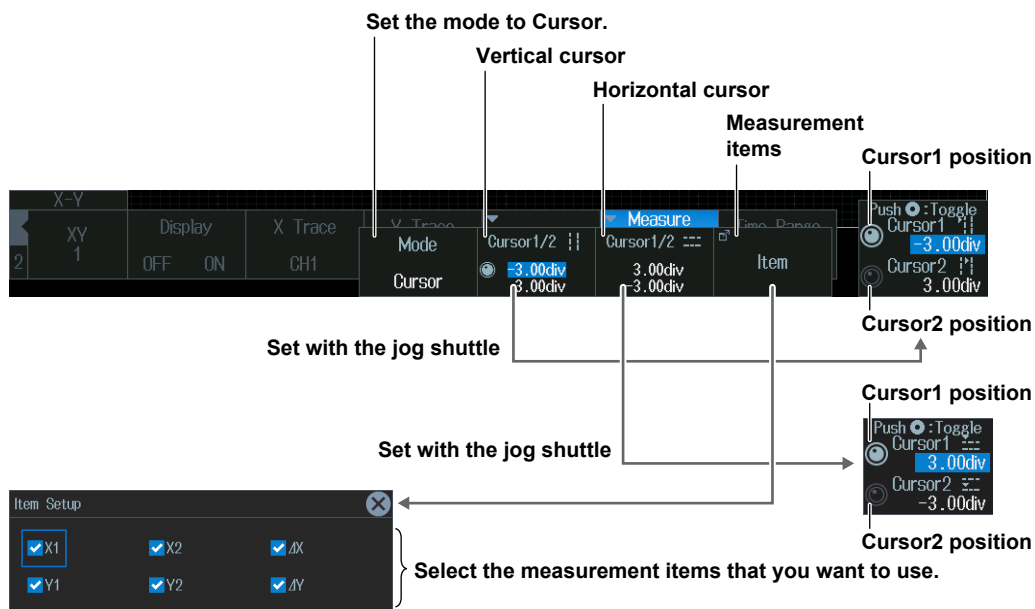 Set the mode to Cursor.
Vertical cursor
Horizontal cursor
Measurement
items
Cursor1 position
X-Y
2
XY
1
Display
OFF ON
X Trace
CH1
Y Trace
Mode
Cursor
Cursor1/2
-3.00div
3.00div
Measure
Cursor1/2
3.00div
-3.00div
Time Range
Item
Push :Toggle
Cursor1
-3.00div
Cursor2
3.00div
Cursor2 position
Set with the jog shuttle
Cursor1 position
Push :Toggle
Cursor1
3.00div
Cursor2
-3.00div
Cursor2 position
Set with the jog shuttle
Item Setup
X1 X2 ΔX
Y1 Y2 ΔY
Select the measurement items that you want to use.